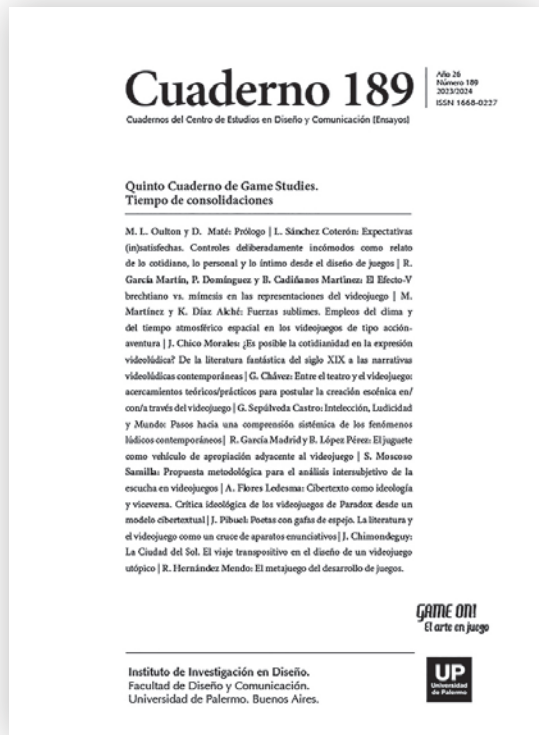 Cuaderno 189
Cuadernos del Centro de Estudios en Diseño y Comunicación [Ensayos]
Año 26
Número 189
2023/2024
ISSN 1668-0227
Quinto Cuaderno de Game Studies.
Tiempo de consolidaciones
M. L. Oulton y D. Maté: Prólogo | L. Sánchez Coterón: Expectativas
(in)satisfechas. Controles deliberadamente incómodos como relato
de lo cotidiano, lo personal y lo íntimo desde el diseño de juegos | R.
García Martín, P. Domínguez y B. Cadiñanos Martínez: El Efecto-V
brechtiano vs. mímesis en las representaciones del videojuego | M.
Martínez y K. Díaz Alché: Fuerzas sublimes. Empleos del clima y
del tiempo atmosférico espacial en los videojuegos de tipo acción-
aventura | J. Chico Morales: ¿Es posible la cotidianidad en la expresión
videolúdica? De la literatura fantástica del siglo XIX a las narrativas
videolúdicas contemporáneas | G. Chávez: Entre el teatro y el videojuego:
acercamientos teóricos/prácticos para postular la creación escénica en/
con/a través del videojuego | G. Sepúlveda Castro: Intelección, Ludicidad
y Mundo: Pasos hacia una comprensión sistémica de los fenómenos
lúdicos contemporáneos | R. García Madrid y B. López Pérez: El juguete
como vehículo de apropiación adyacente al videojuego | S. Moscoso
Samilla: Propuesta metodológica para el análisis intersubjetivo de la
escucha en videojuegos | A. Flores Ledesma: Cibertexto como ideología
y viceversa. Crítica ideológica de los videojuegos de Paradox desde un
modelo cibertextual | J. Pibuel: Poetas con gafas de espejo. La literatura y
el videojuego como un cruce de aparatos enunciativos | J. Chimondeguy:
La Ciudad del Sol. El viaje transpositivo en el diseño de un videojuego
utópico | R. Hernández Mendo: El metajuego del desarrollo de juegos.
GAME ON!
El arte en juego
Instituto de Investigación en Diseño.
Facultad de Diseño y Comunicación.
Universidad de Palermo. Buenos Aires.
UP
Universidad
de Palermo